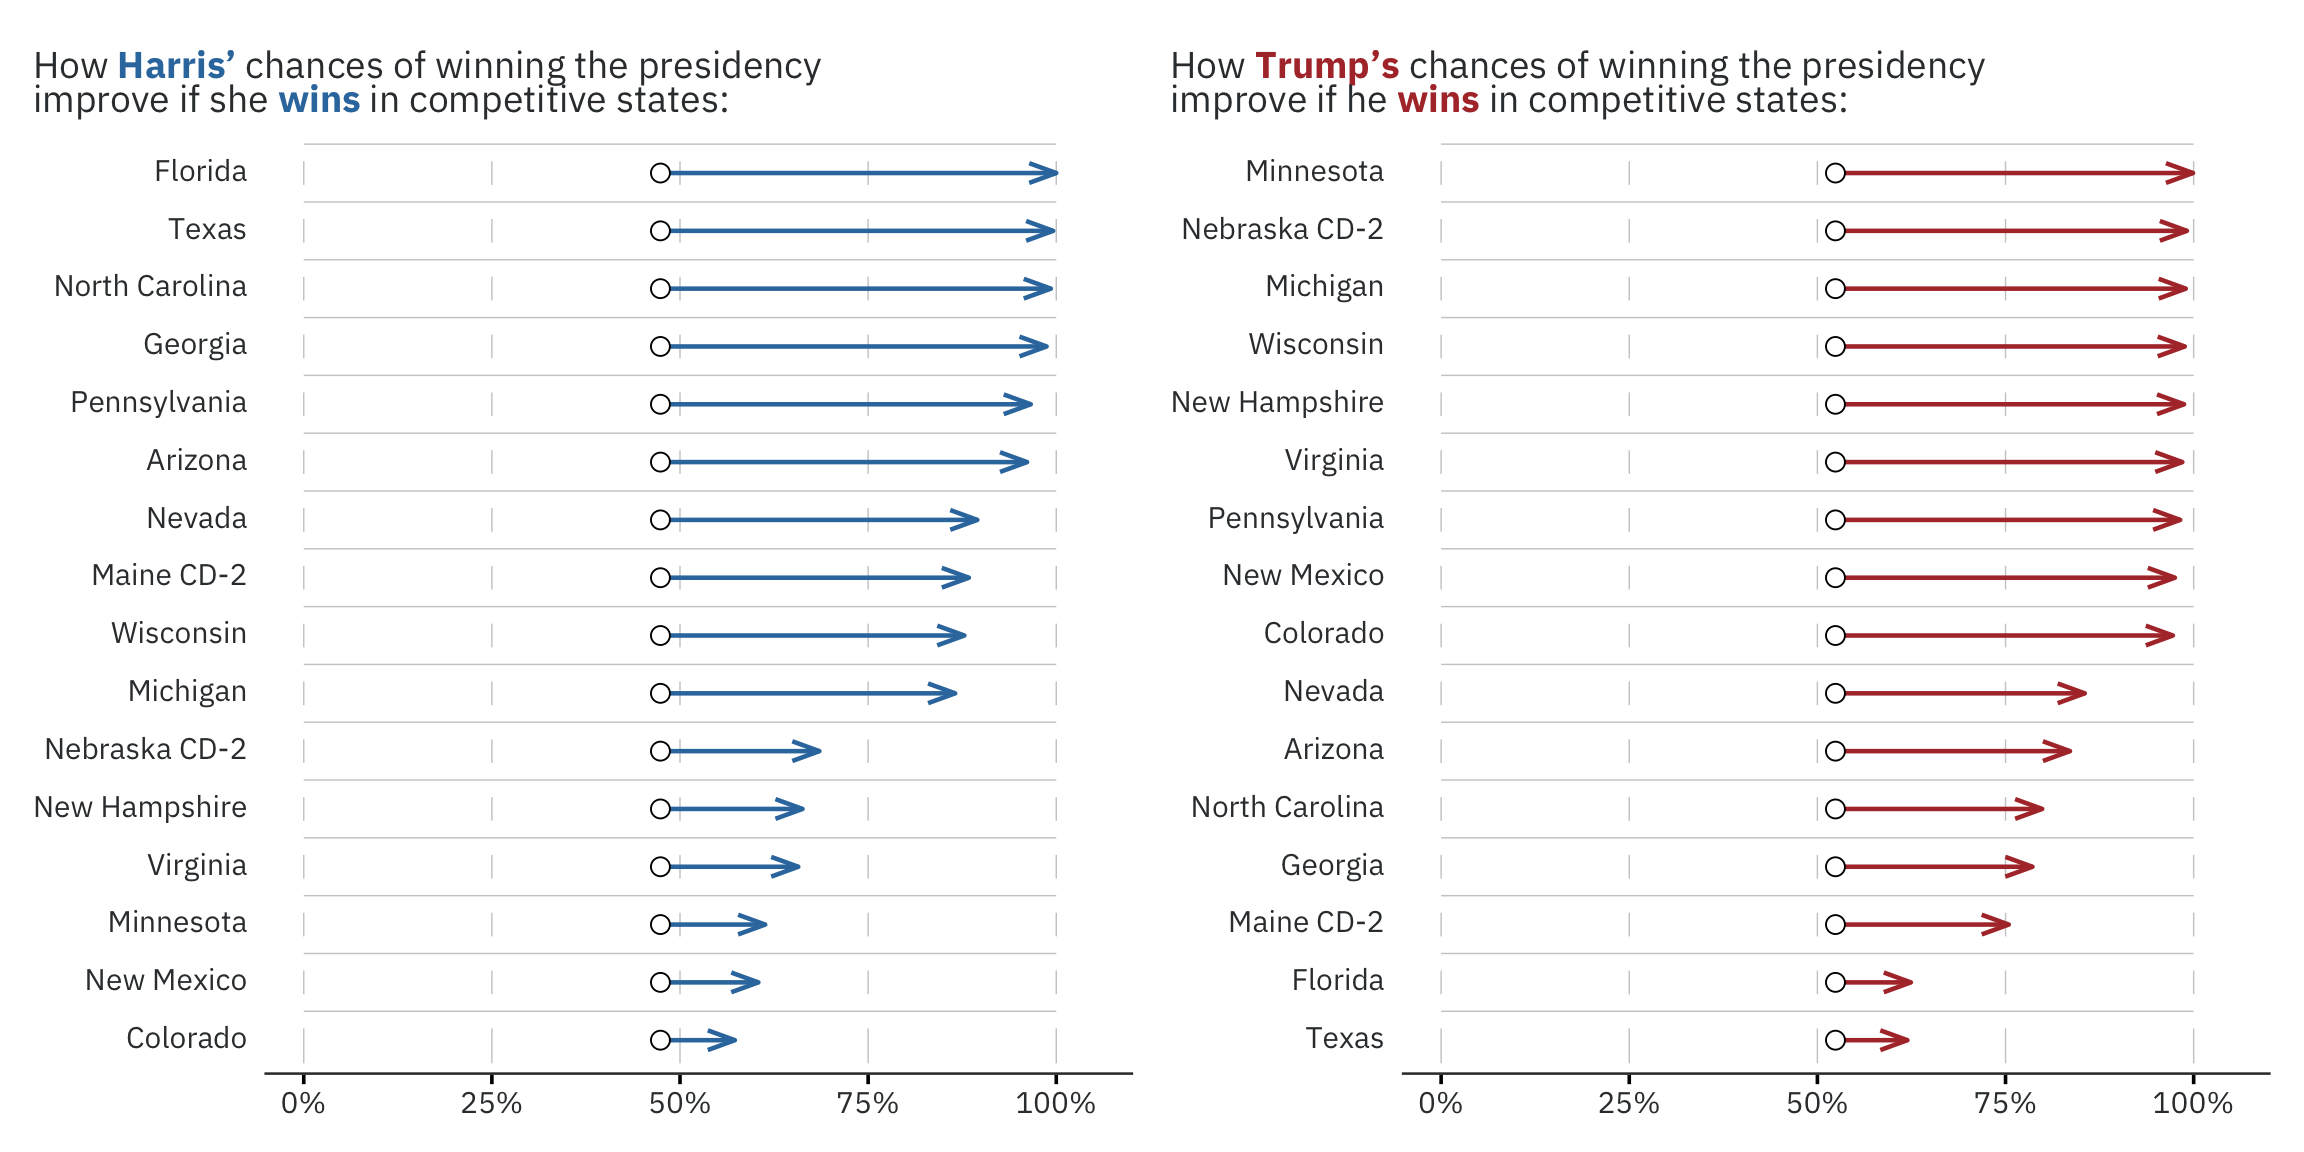 How Harris’ chances of winning the presidency
improve if she wins in competitive states:
Florida
Texas
North Carolina
Georgia
Pennsylvania
Arizona
Nevada
Maine CD-2
Wisconsin
Michigan
Nebraska CD-2
New Hampshire
Virginia
Minnesota
New Mexico
Colorado
0% 25% 50% 75% 100%
How Trump’s chances of winning the presidency
improve if he wins in competitive states:
Minnesota
Nebraska CD-2
Michigan
Wisconsin
New Hampshire
Virginia
Pennsylvania
New Mexico
Colorado
Nevada
Arizona
North Carolina
Georgia
Maine CD-2
Florida
Texas
0% 25% 50% 75% 100%